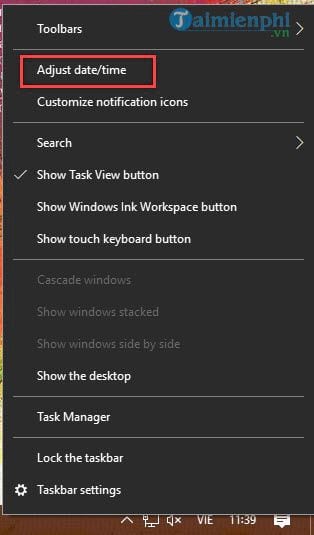 Taimienphi
.vn
Toolbars
Adjust date/time
Customize notification icons
Search
Show Task View button
Show Windows Ink Workspace button
Show touch keyboard button
Cascade windows
Show windows stacked
Show windows side by side
Show the desktop
Task Manager
Lock the taskbar
Taskbar settings
VIE 11:39